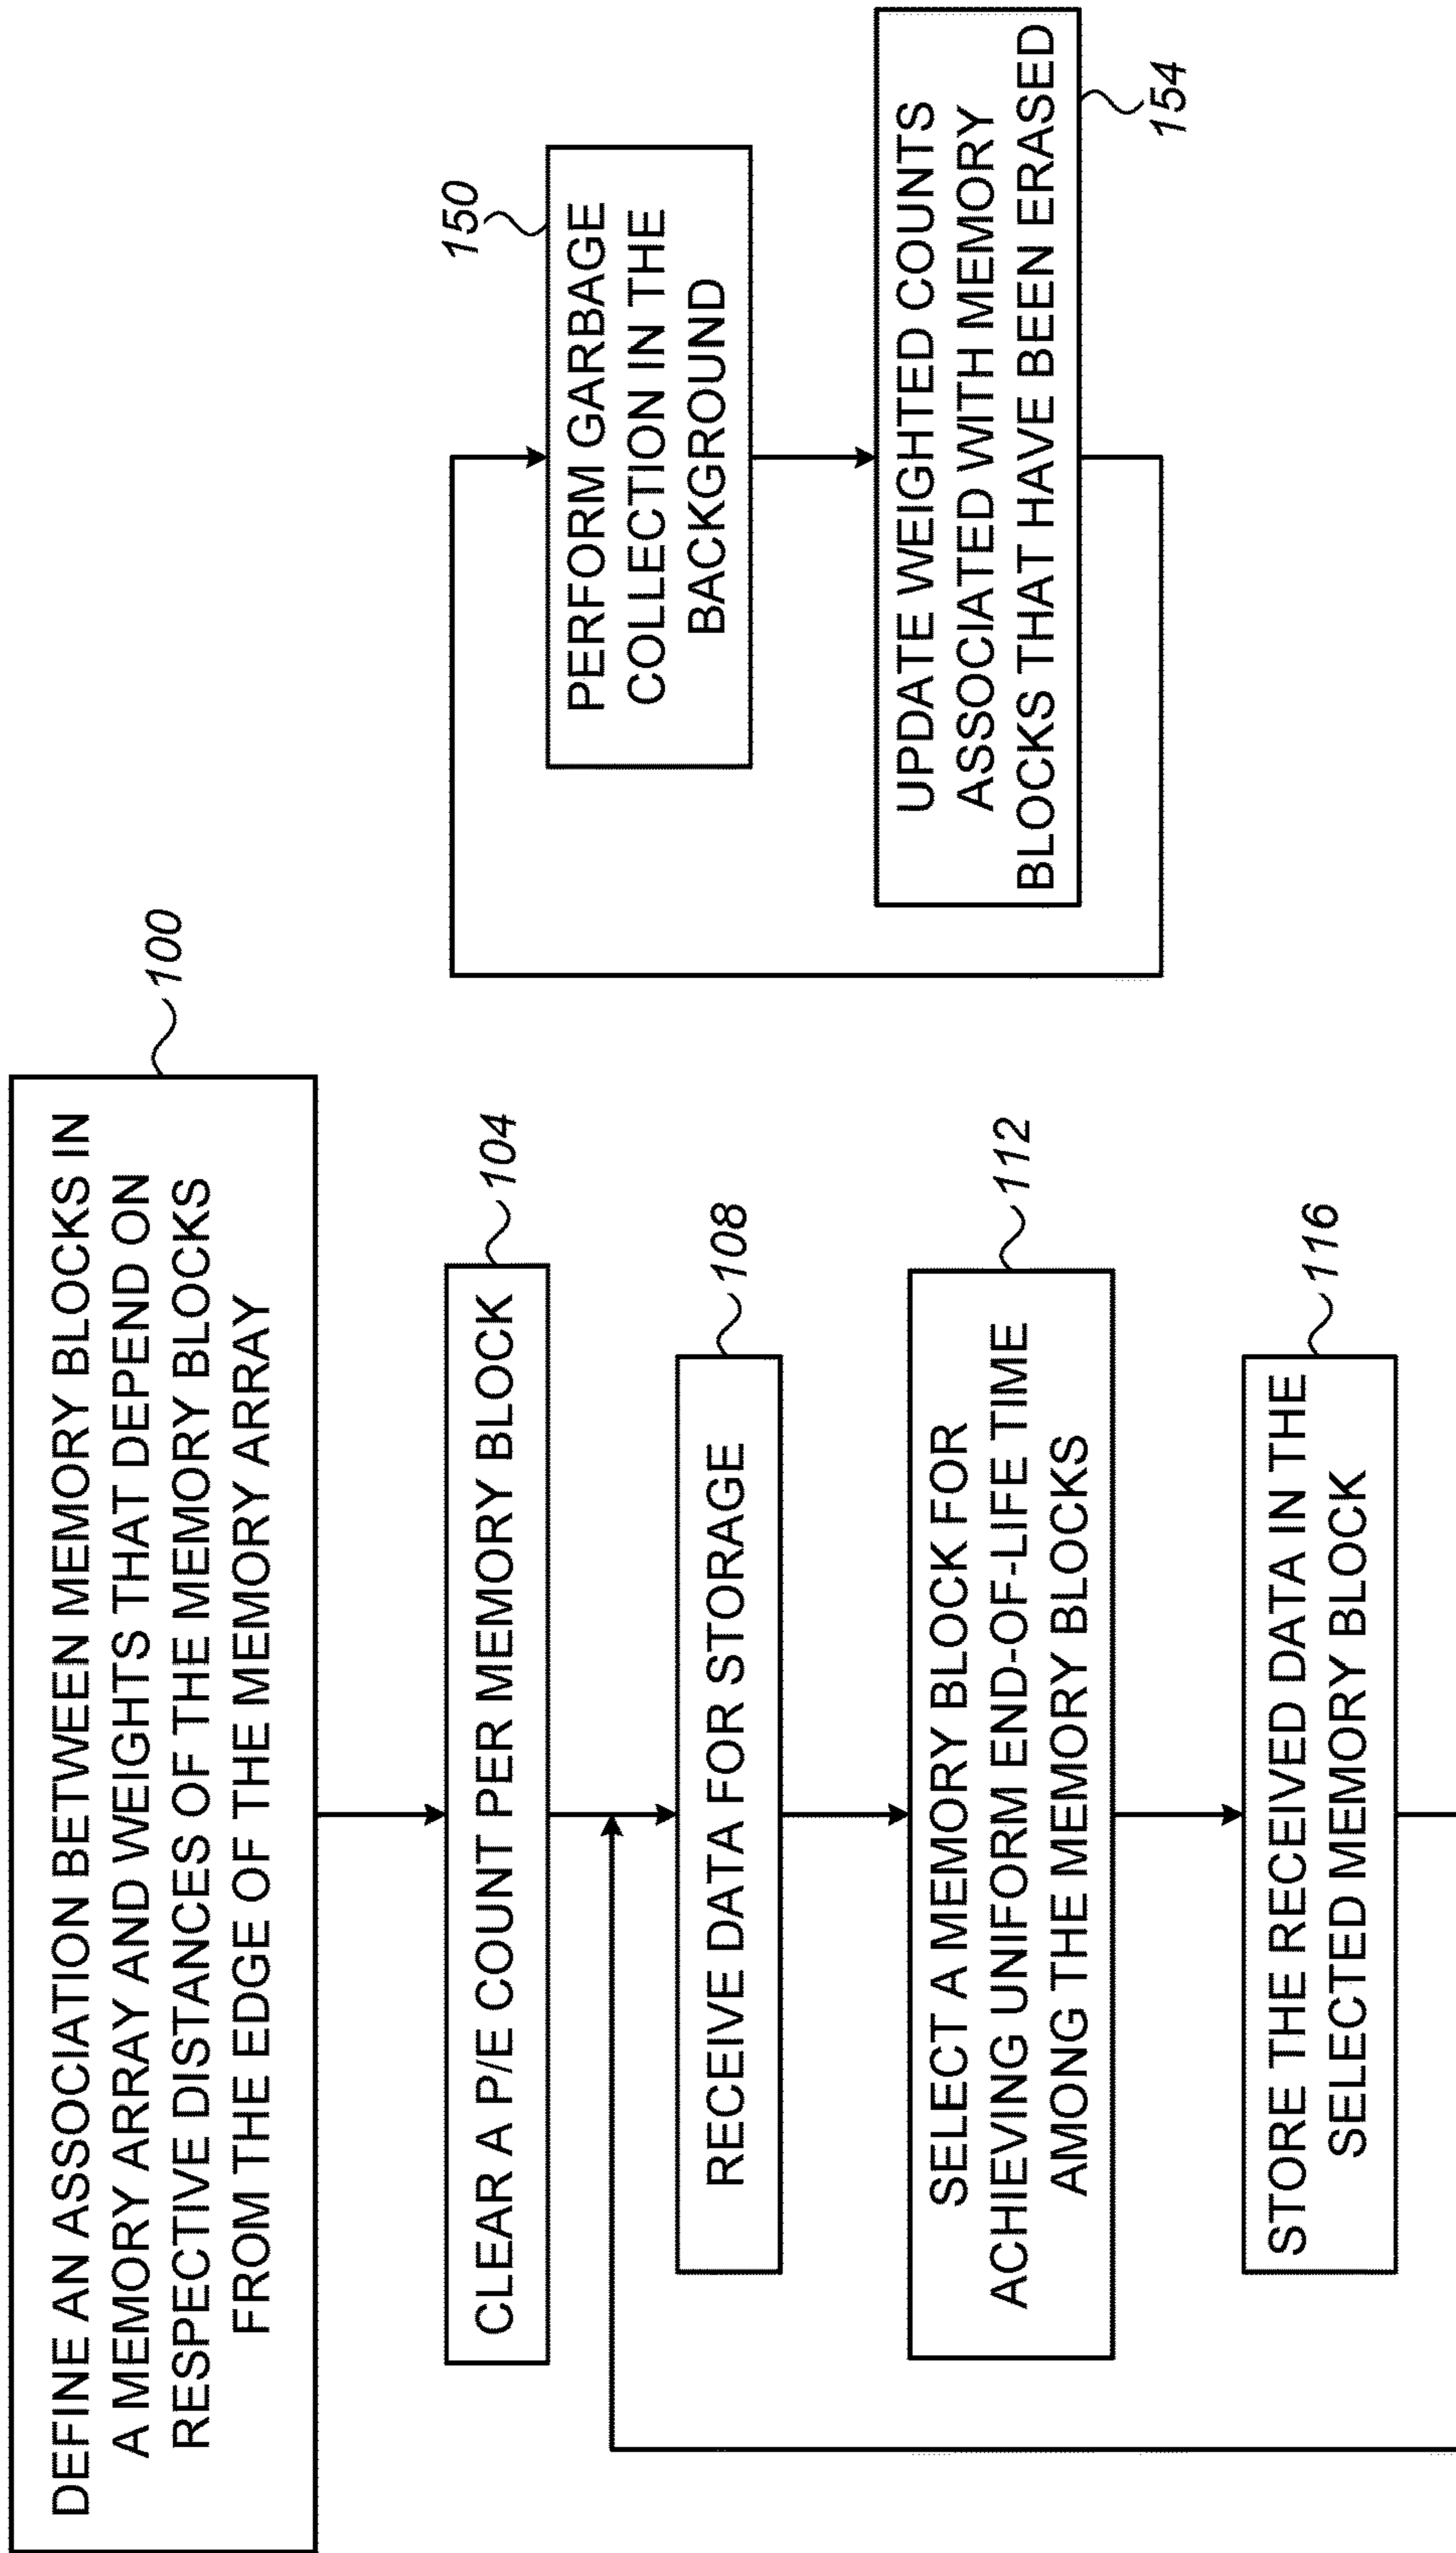 DEFINE AN ASSOCIATION BETWEEN MEMORY BLOCKS IN
A MEMORY ARRAY AND WEIGHTS THAT DEPEND ON
RESPECTIVE DISTANCES OF THE MEMORY BLOCKS
FROM THE EDGE OF THE MEMORY ARRAY
100
CLEAR A P/E COUNT PER MEMORY BLOCK
104
RECEIVE DATA FOR STORAGE
108
SELECT A MEMORY BLOCK FOR
ACHIEVING UNIFORM END-OF-LIFE TIME
AMONG THE MEMORY BLOCKS
112
STORE THE RECEIVED DATA IN THE
SELECTED MEMORY BLOCK
116
150
PERFORM GARBAGE
COLLECTION IN THE
BACKGROUND
UPDATE WEIGHTED COUNTS
ASSOCIATED WITH MEMORY
BLOCKS THAT HAVE BEEN ERASED
154